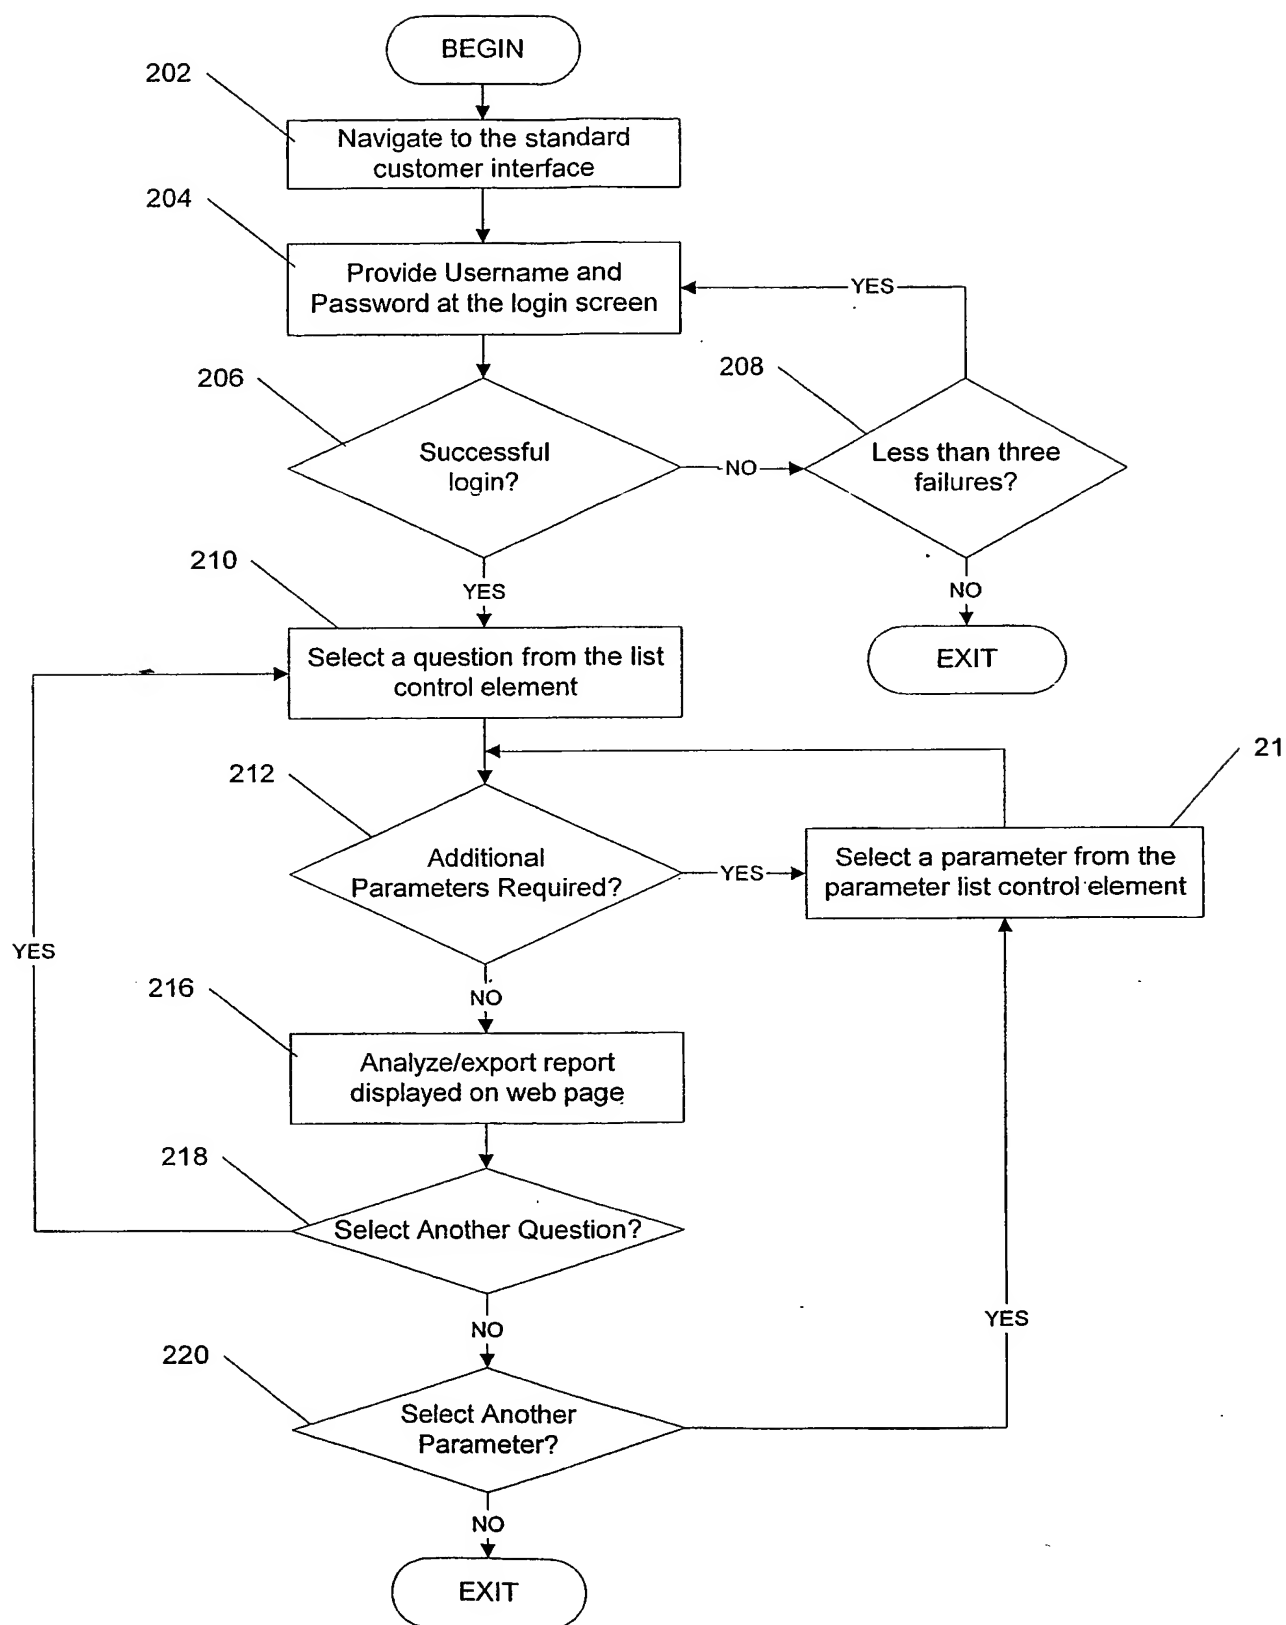 BEGIN
202
Navigate to the standard
customer interface
204
Provide Username and
Password at the login screen
YES
206
208
Successful
login?
NO
Less than three
failures?
210
YES
NO
Select a question from the list
control element
EXIT
212
21
Additional
Parameters Required?
YES
Select a parameter from the
parameter list control element
YES
216
NO
Analyze/export report
displayed on web page
218
Select Another Question?
NO
YES
220
Select Another
Parameter?
NO
EXIT